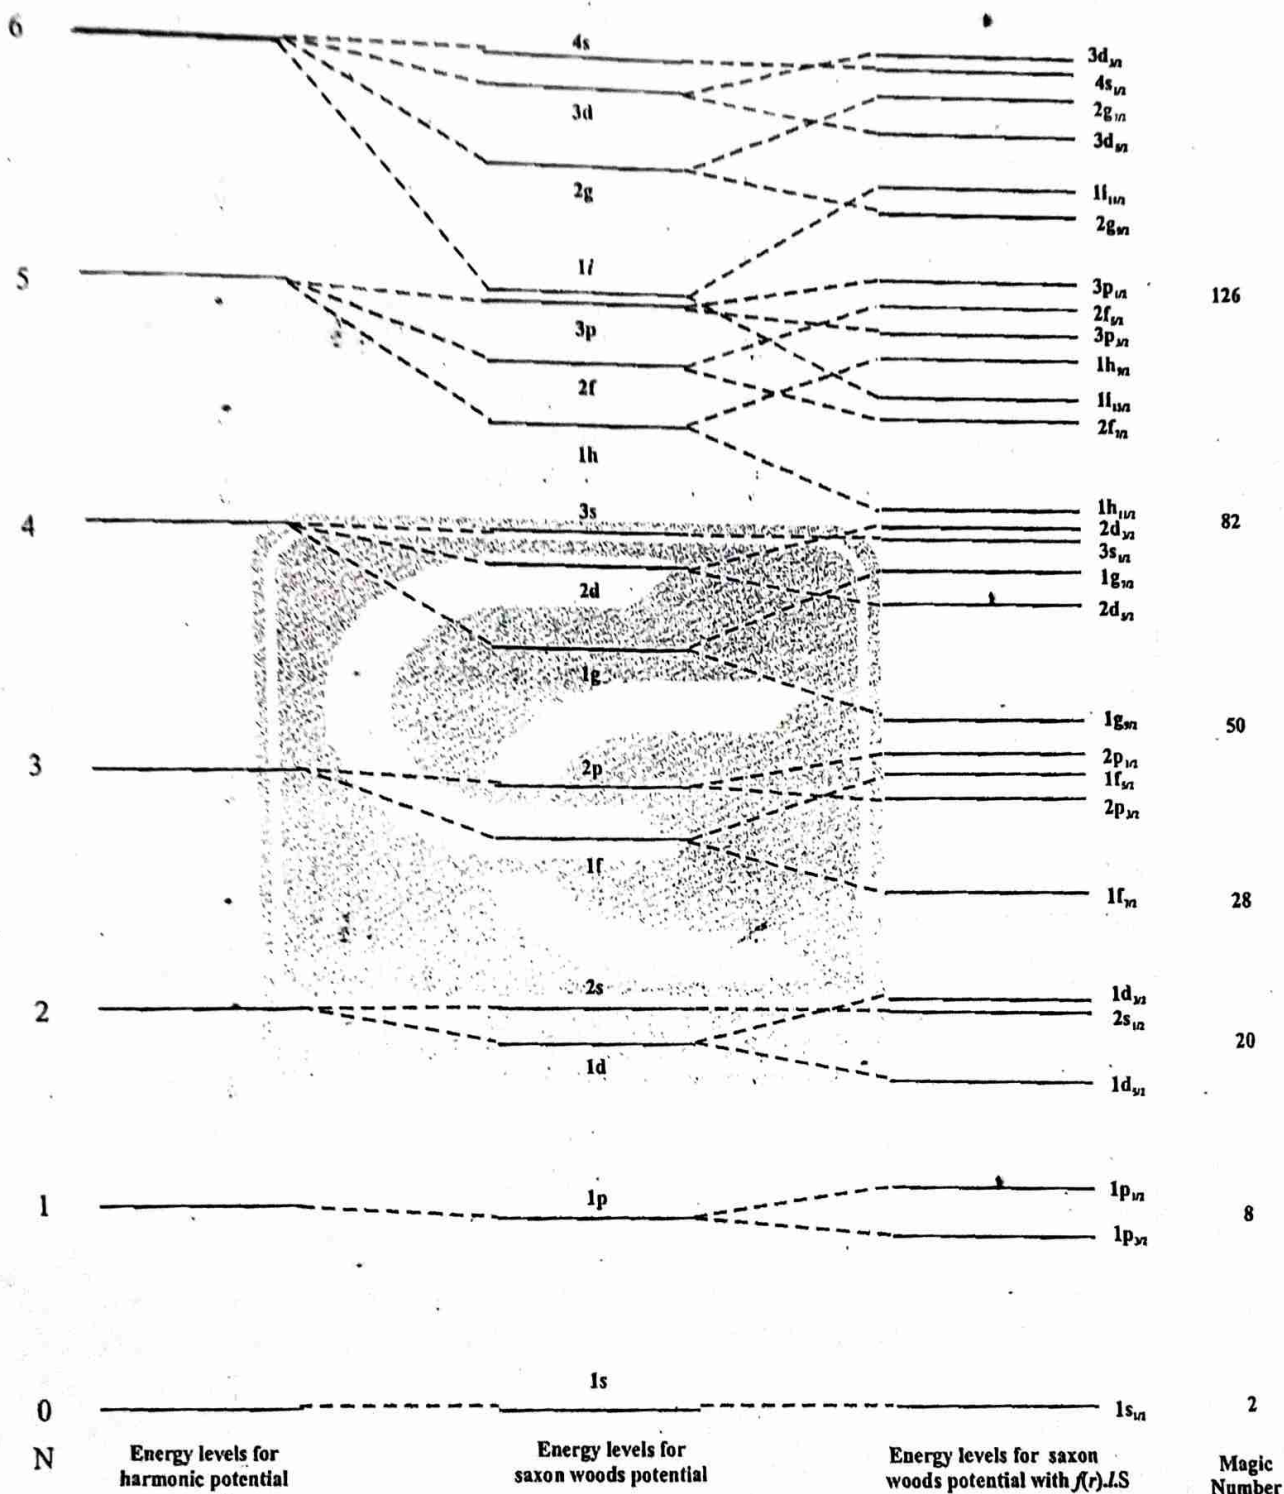 6
4s
3d
2g
1i
5
3p
2f
1h
4
3s
2d
1g
3
2p
1f
2
2s
1d
1
1p
0
1s
N
3d3/2
4s1/2
2g7/2
3d5/2
1i11/2
2g9/2
3p1/2
2f5/2
3p3/2
1h9/2
1i13/2
2f7/2
1h11/2
2d3/2
3s1/2
1g7/2
2d5/2
1g9/2
2p1/2
1f5/2
2p3/2
1f7/2
1d3/2
2s1/2
1d5/2
1p1/2
1p3/2
1s1/2
126
82
50
28
20
8
2
Energy levels for
harmonic potential
Energy levels for
saxon woods potential
Energy levels for saxon
woods potential with f(r).l.S
Magic
Number